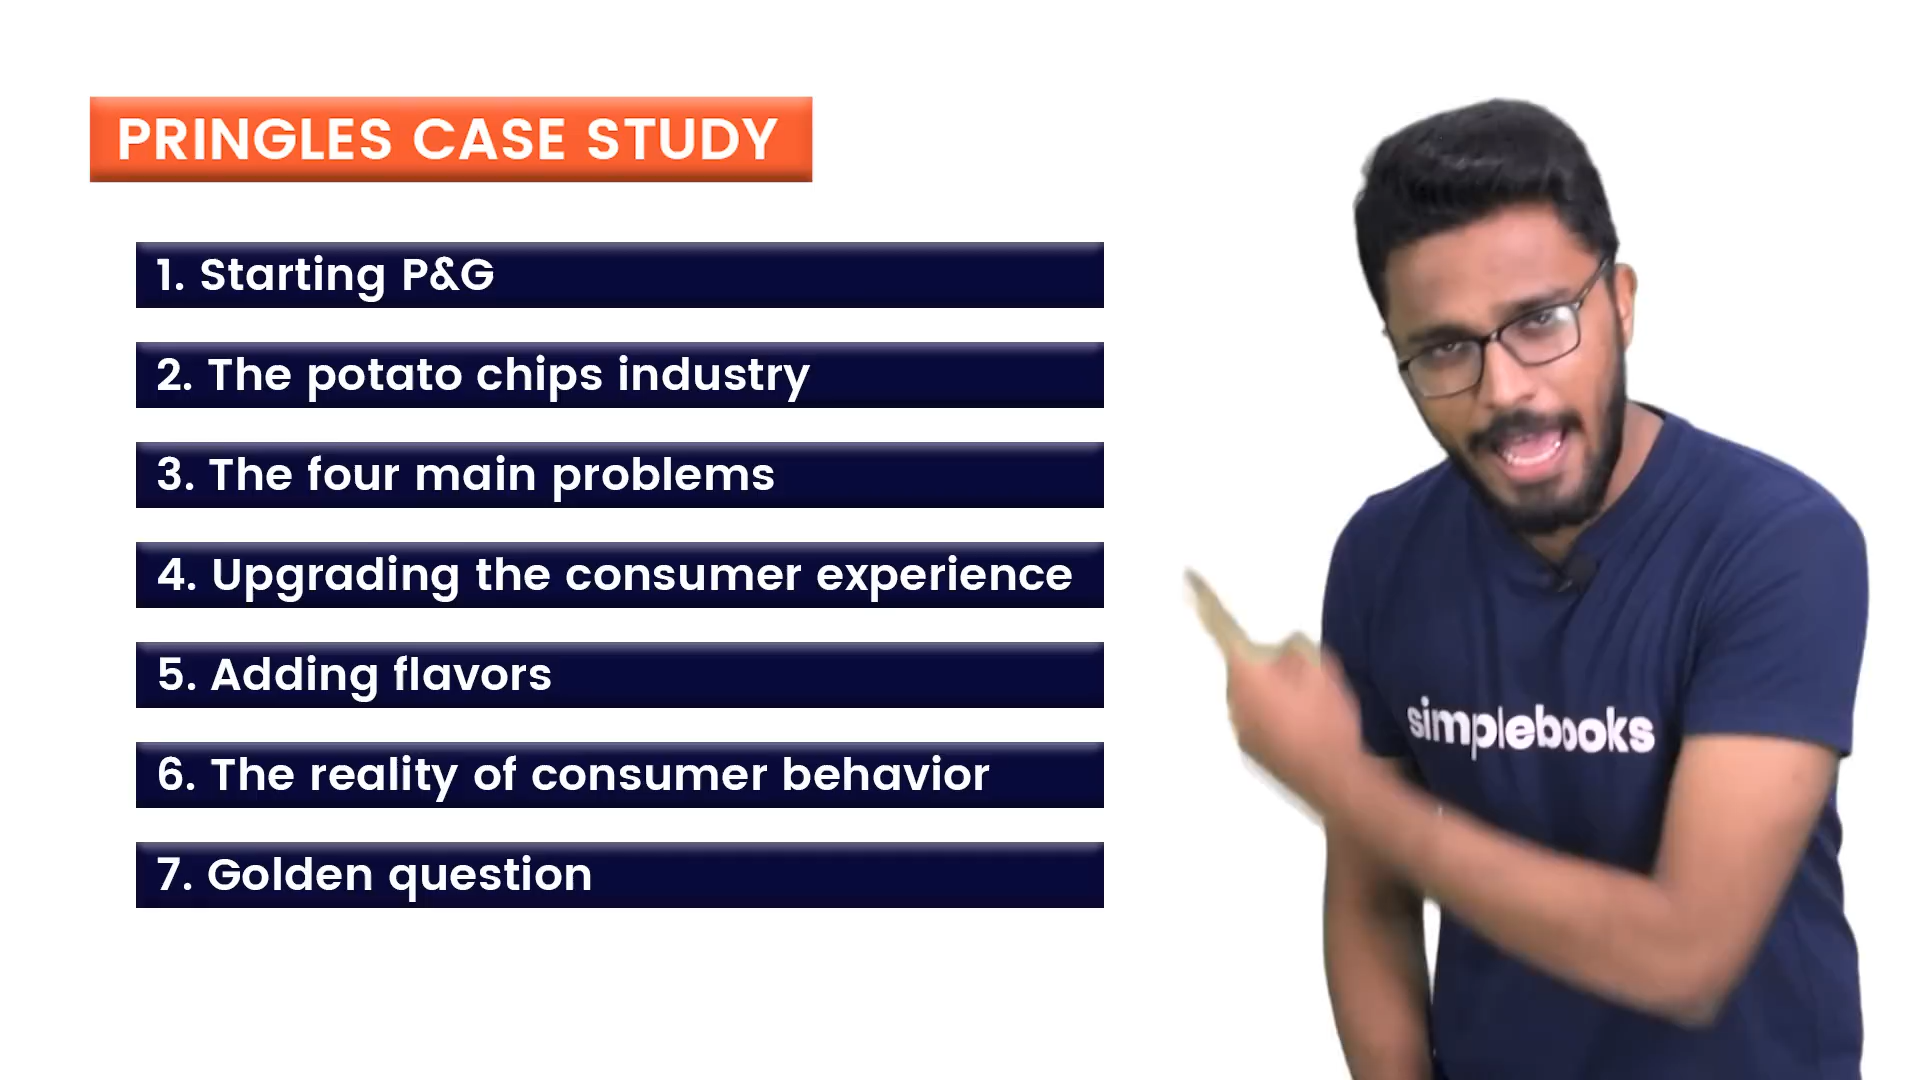 PRINGLES CASE STUDY
1. Starting P&G
2. The potato chips industry
3. The four main problems
4. Upgrading the consumer experience
5. Adding flavors
6. The reality of consumer behavior
7. Golden question
simplebooks